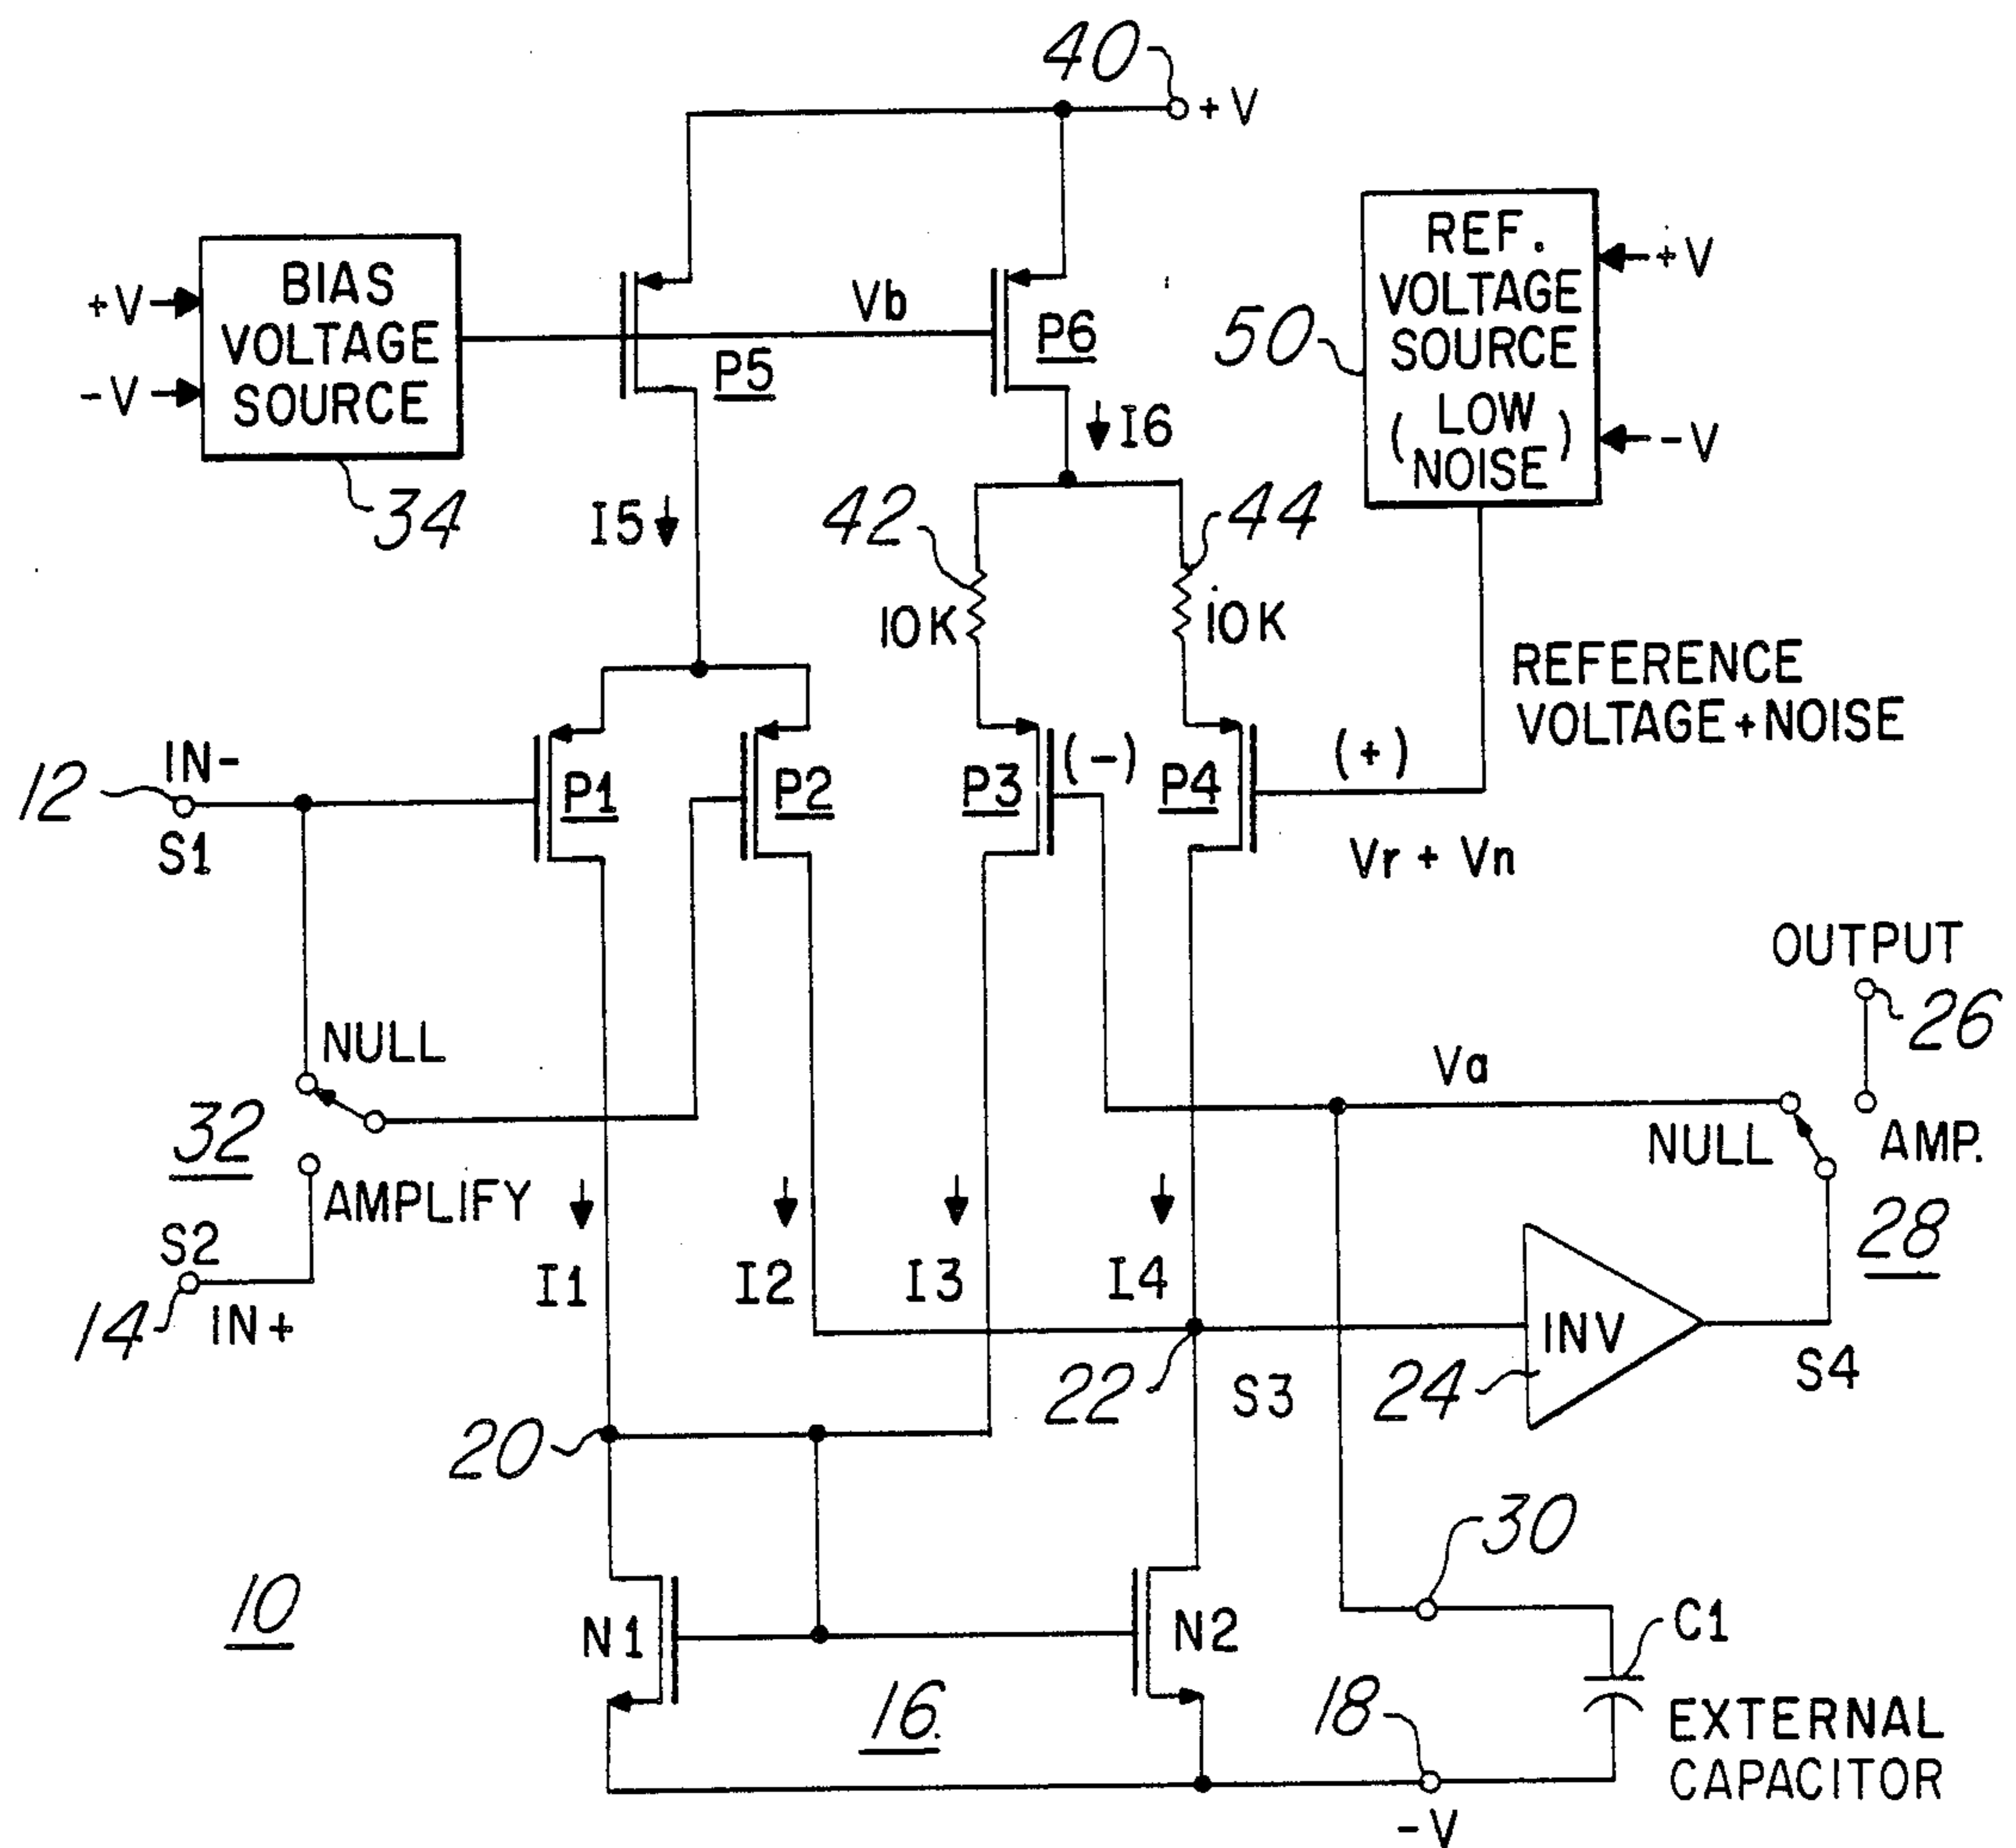 40
+V
BIAS
VOLTAGE
SOURCE
+V
-V
34
P5
Vb
P6
I6
50
REF.
VOLTAGE
SOURCE
(LOW
NOISE)
+V
-V
I5
42
10K
44
10K
REFERENCE
VOLTAGE+NOISE
12
IN-
S1
P1
P2
P3
(-)
P4
(+)
Vr + Vn
OUTPUT
26
NULL
32
AMPLIFY
S2
14
IN+
Va
NULL
AMP.
28
I1
I2
I3
I4
22
S3
INV
24
S4
20
30
10
N1
N2
16
C1
18
-V
EXTERNAL
CAPACITOR